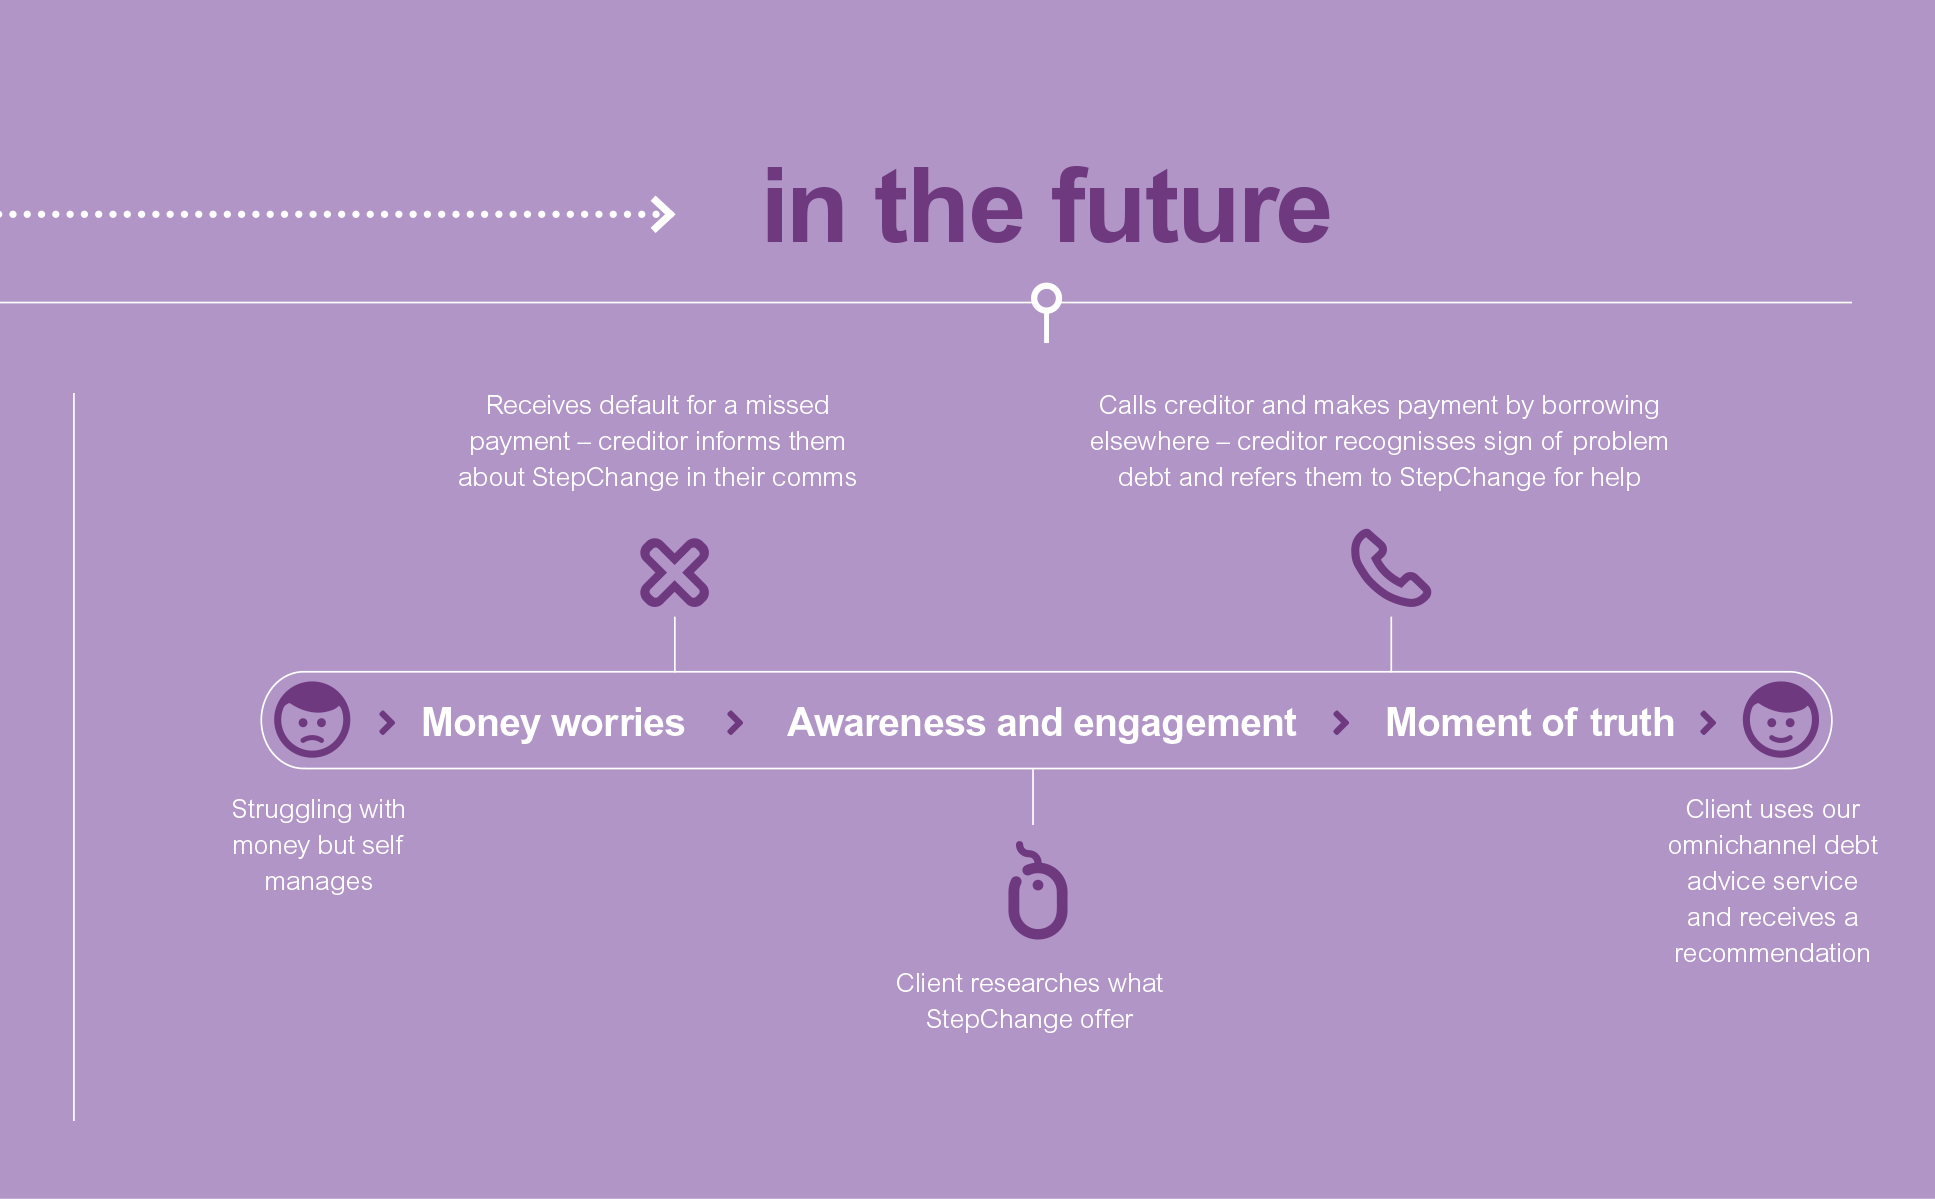 in the future
Receives default for a missed
payment – creditor informs them
about StepChange in their comms
Calls creditor and makes payment by borrowing
elsewhere – creditor recognisses sign of problem
debt and refers them to StepChange for help
Money worries
Awareness and engagement
Moment of truth
Struggling with
money but self
manages
Client researches what
StepChange offer
Client uses our
omnichannel debt
advice service
and receives a
recommendation